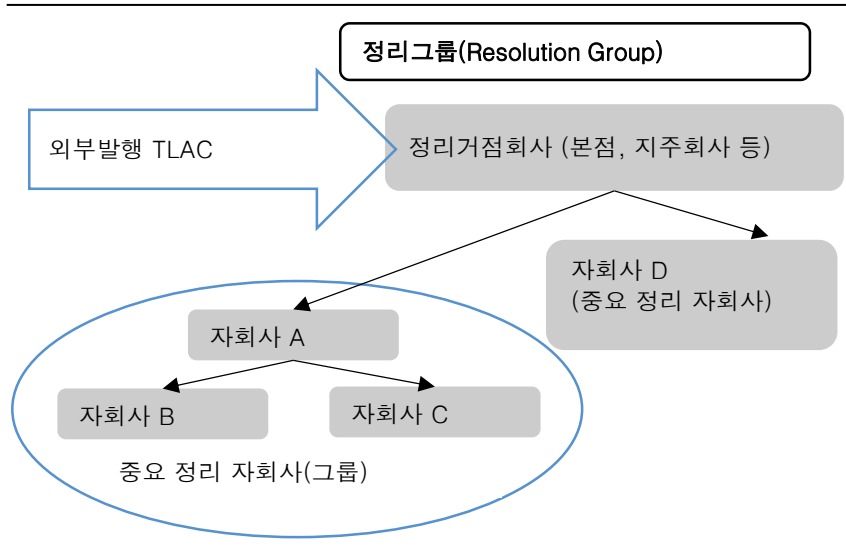 정리그룹(Resolution Group)
외부발행 TLAC
정리거점회사 (본점, 지주회사 등)
자회사 D
(중요 정리 자회사)
자회사 A
자회사 B
자회사 C
중요 정리 자회사(그룹)